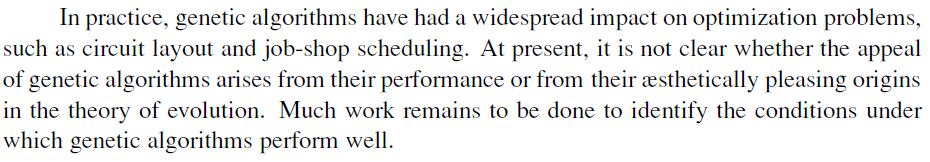 In practice, genetic algorithms have had a widespread impact on optimization problems,
such as circuit layout and job-shop scheduling. At present, it is not clear whether the appeal
of genetic algorithms arises from their performance or from their æsthetically pleasing origins
in the theory of evolution. Much work remains to be done to identify the conditions under
which genetic algorithms perform well.